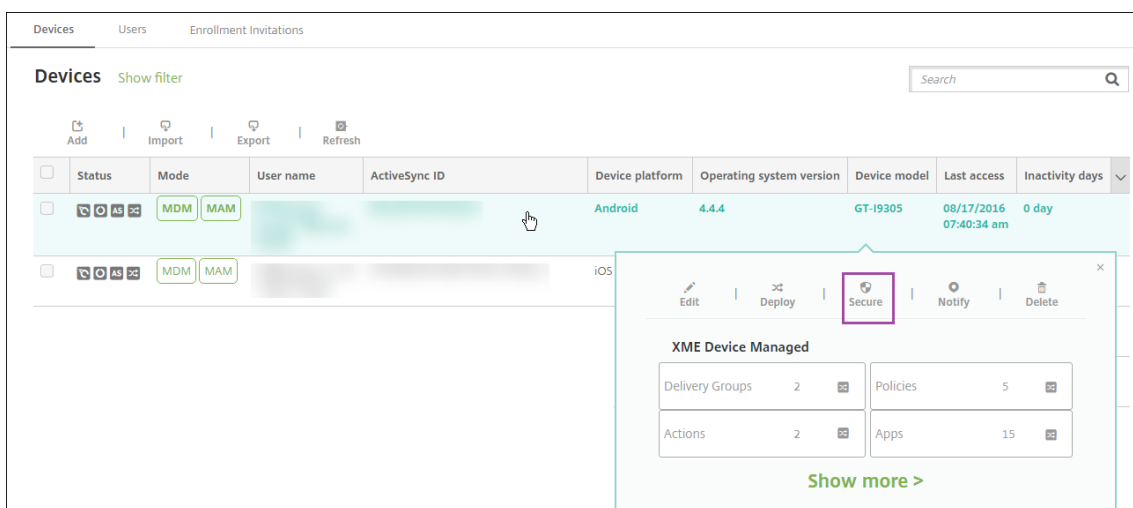 Devices Users Enrollment Invitations
Devices Show filter
Search
Add | Import | Export | Refresh
Status Mode User name ActiveSync ID Device platform Operating system version Device model Last access Inactivity days
AS MDM MAM Android 4.4.4 GT-I9305 08/17/2016 0 day
07:40:34 am
AS MDM MAM iOS
Edit | Deploy | Secure | Notify | Delete
XME Device Managed
Delivery Groups 2 Policies 5
Actions 2 Apps 15
Show more >